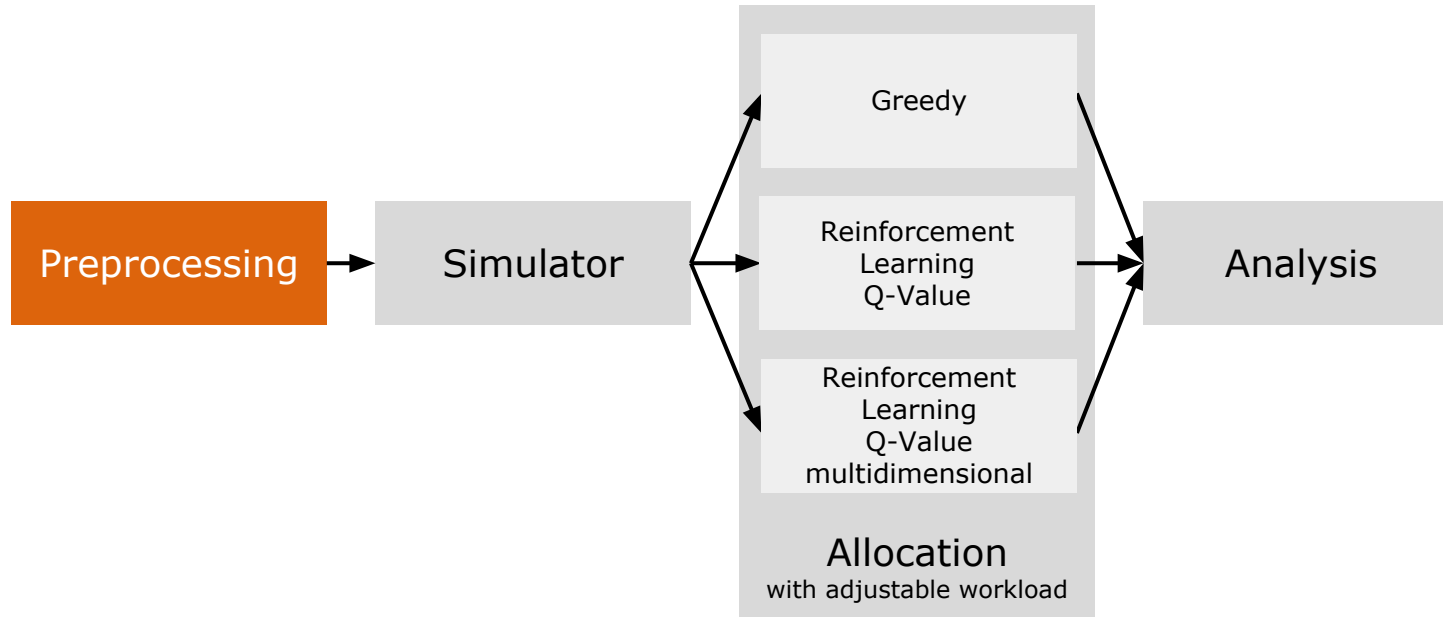 Preprocessing
Simulator
Greedy
Reinforcement
Learning
Q-Value
Reinforcement
Learning
Q-Value
multidimensional
Allocation
with adjustable workload
Analysis